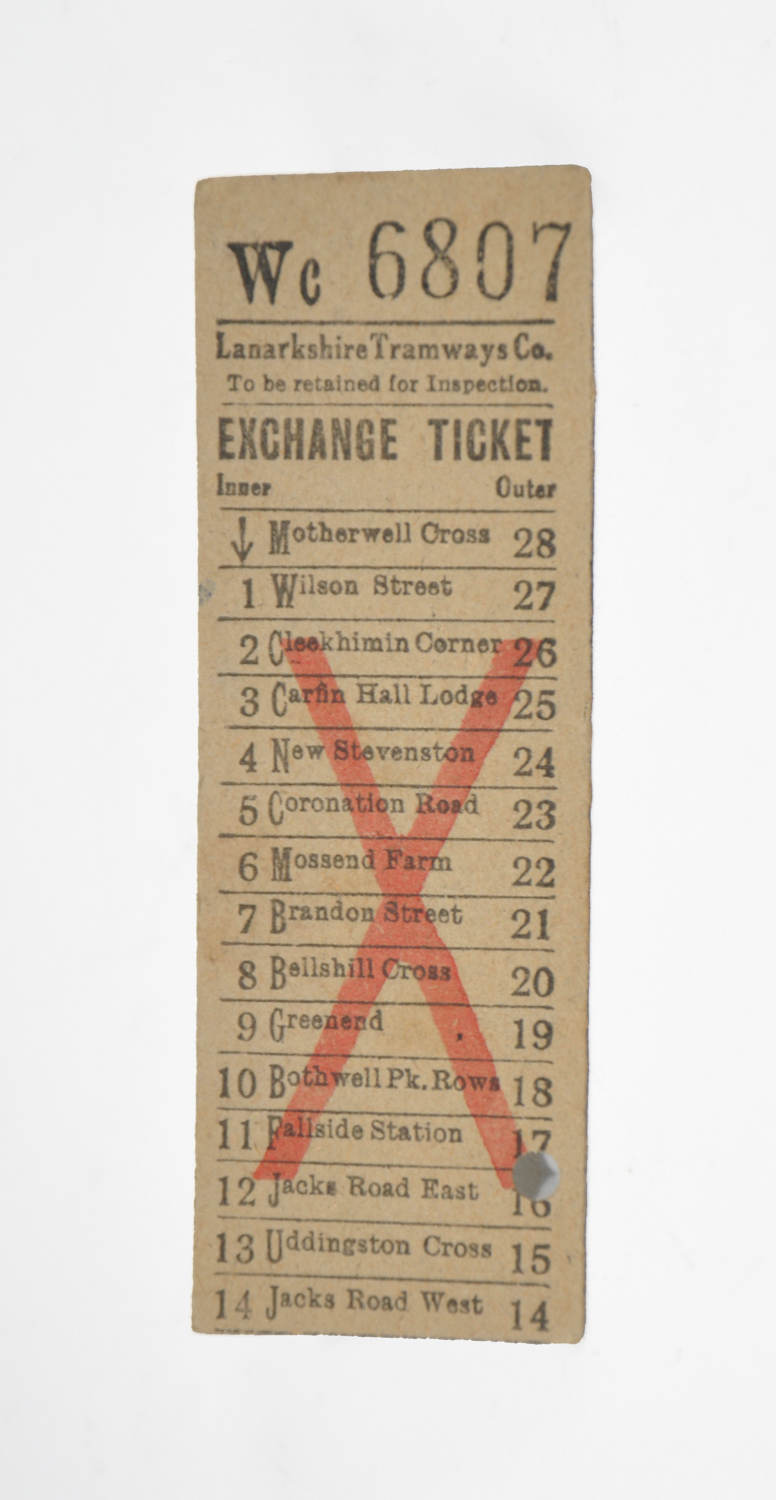 Wc 6807
Lanarkshire Tramways Co.
To be retained for Inspection.
EXCHANGE TICKET
Inner Outer
↓ Motherwell Cross 28
1 Wilson Street 27
2 Cleekhimin Corner 26
3 Carfin Hall Lodge 25
4 New Stevenston 24
5 Coronation Road 23
6 Mossend Farm 22
7 Brandon Street 21
8 Bellshill Cross 20
9 Greenend 19
10 Bothwell Pk. Rows 18
11 Fallside Station 17
12 Jacks Road East 16
13 Uddingston Cross 15
14 Jacks Road West 14